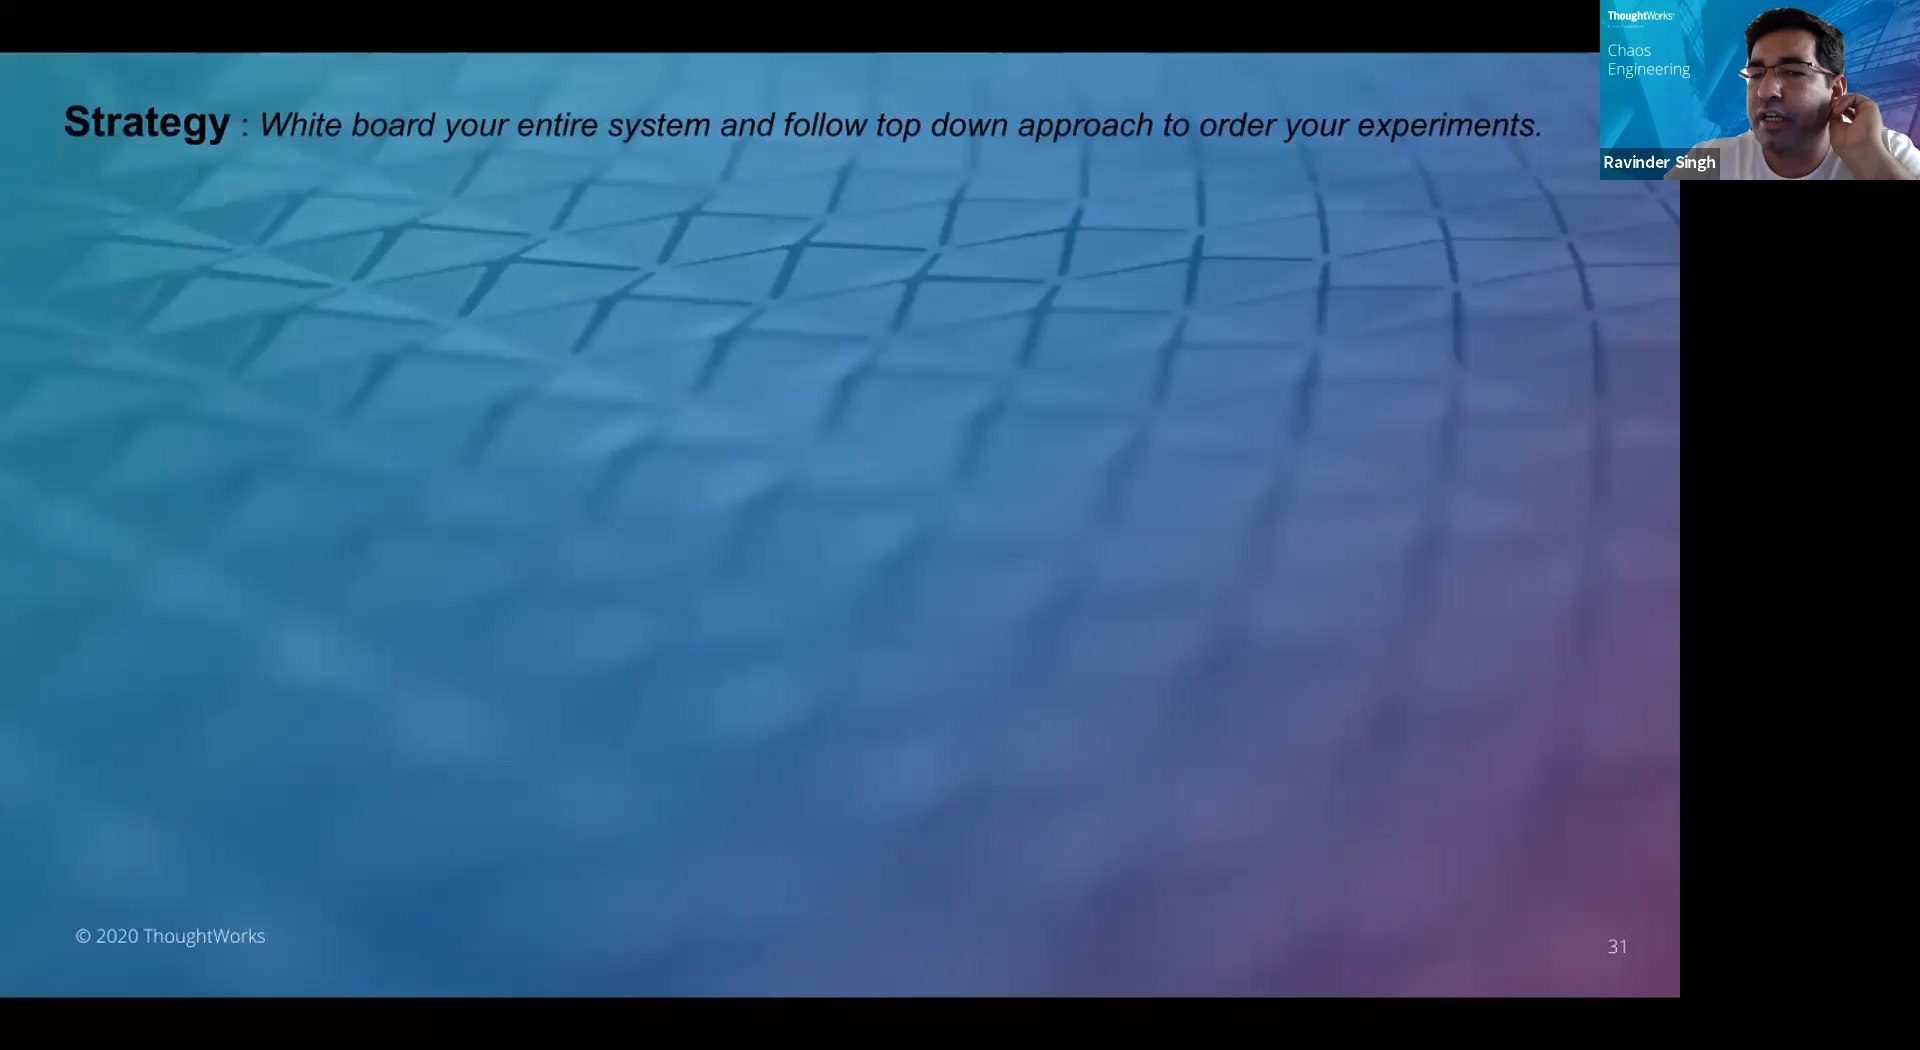 Strategy : White board your entire system and follow top down approach to order your experiments.
ThoughtWorks
Chaos
Engineering
Ravinder Singh
© 2020 ThoughtWorks
31